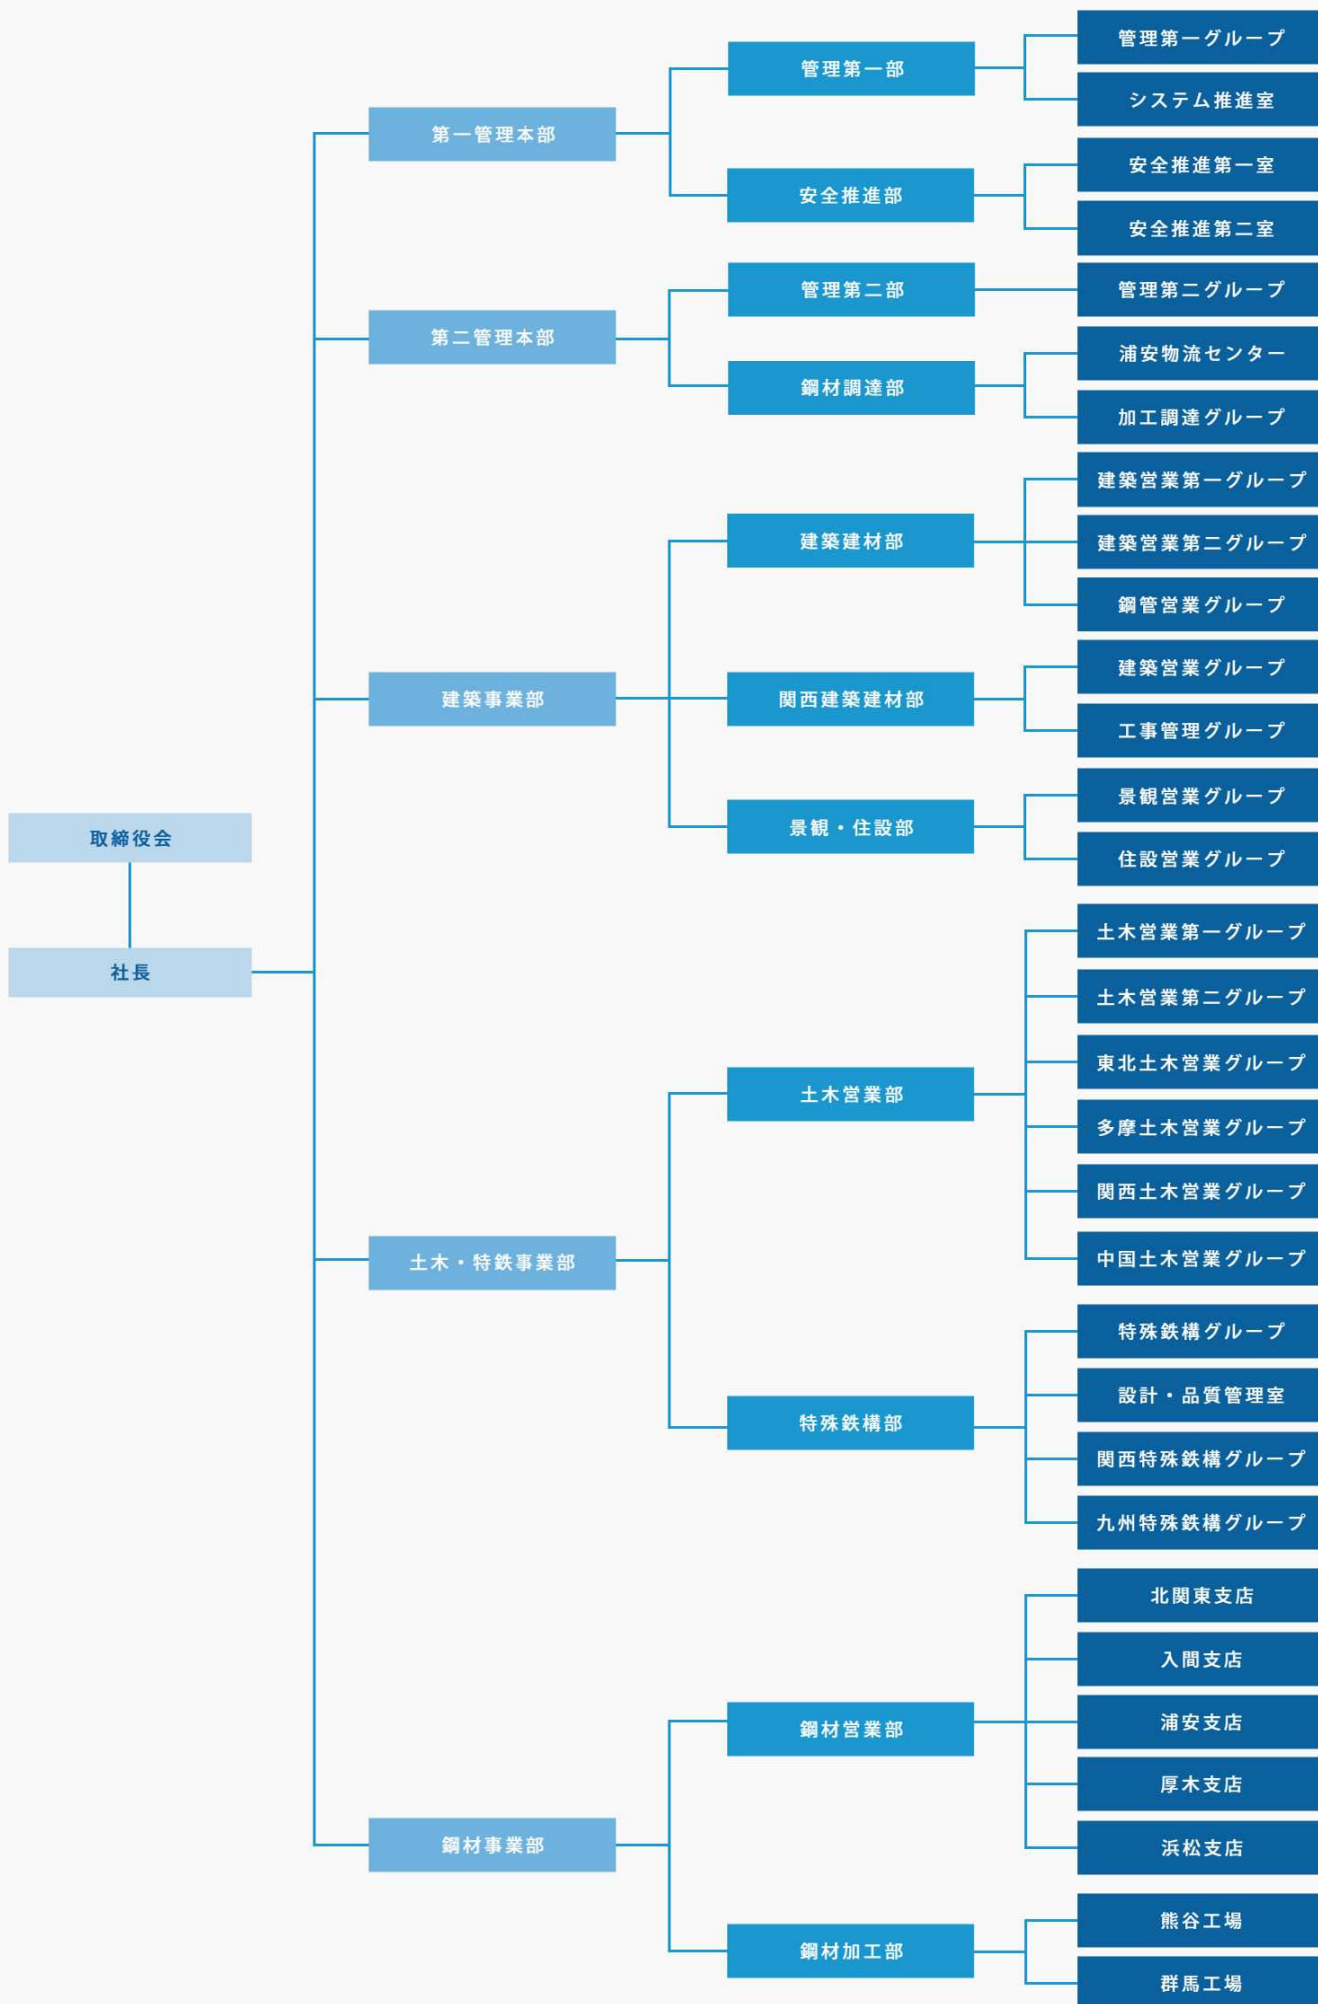 取締役会
社長
第一管理本部
管理第一部
管理第一グループ
システム推進室
安全推進部
安全推進第一室
安全推進第二室
第二管理本部
管理第二部
管理第二グループ
鋼材調達部
浦安物流センター
加工調達グループ
建築事業部
建築建材部
建築営業第一グループ
建築営業第二グループ
鋼管営業グループ
関西建築建材部
建築営業グループ
工事管理グループ
景観・住設部
景観営業グループ
住設営業グループ
土木・特鉄事業部
土木営業部
土木営業第一グループ
土木営業第二グループ
東北土木営業グループ
多摩土木営業グループ
関西土木営業グループ
中国土木営業グループ
特殊鉄構部
特殊鉄構グループ
設計・品質管理室
関西特殊鉄構グループ
九州特殊鉄構グループ
鋼材事業部
鋼材営業部
北関東支店
入間支店
浦安支店
厚木支店
浜松支店
鋼材加工部
熊谷工場
群馬工場